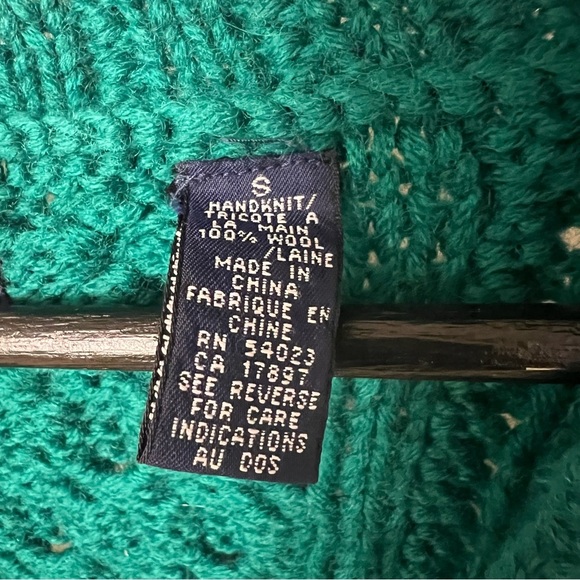 S
HANDKNIT/
TRICOTE A
LA MAIN
100% WOOL
/LAINE
MADE IN
CHINA
FABRIQUE EN
CHINE
RN 54023
CA 17897
SEE REVERSE
FOR CARE
INDICATIONS
AU DOS